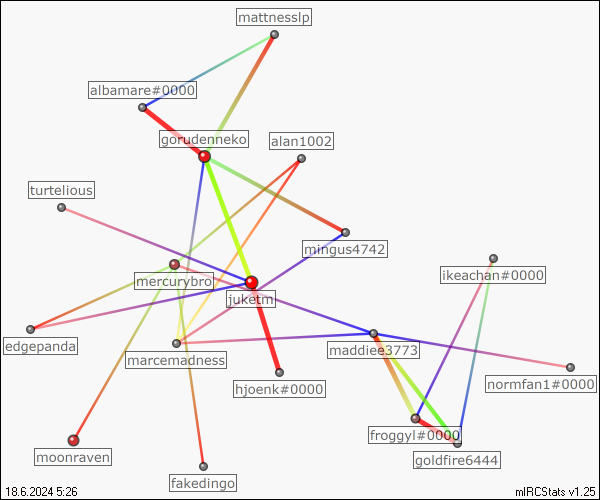 mattnesslp
albamare#0000
gorudenneko
alan1002
turtelious
mingus4742
ikeachan#0000
mercurybro
juketm
edgepanda
marcemadness
maddiee3773
hjoenk#0000
normfan1#0000
froggyl#0000
moonraven
goldfire6444
fakedingo
18.6.2024 5:26
mIRCStats v1.25